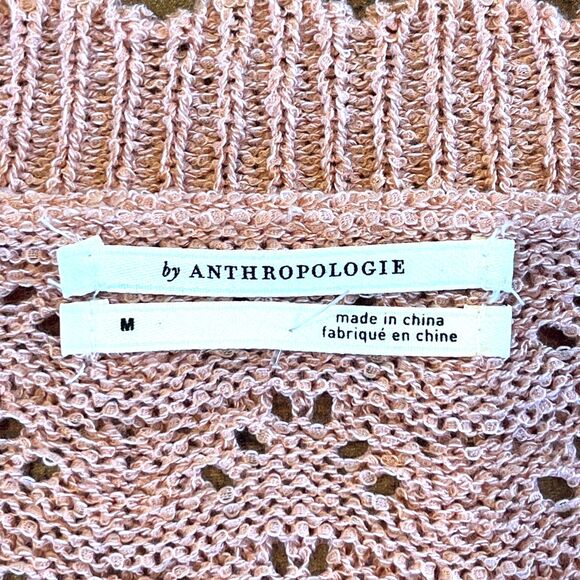 by ANTHROPOLOGIE
M
made in china
fabriqué en chine